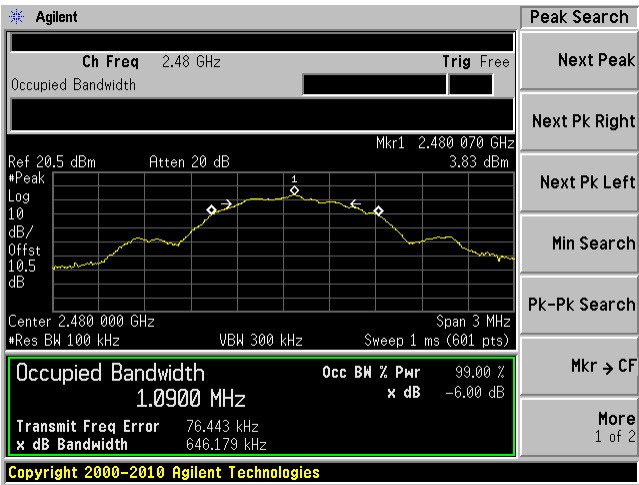 Agilent
Peak Search
Ch Freq 2.48 GHz Trig Free
Occupied Bandwidth
Next Peak
Next Pk Right
Mkr1 2.480 070 GHz
Ref 20.5 dBm Atten 20 dB 3.83 dBm
#Peak
Log
10
dB/
Offst
10.5
dB
1
Next Pk Left
Min Search
Pk-Pk Search
Center 2.480 000 GHz Span 3 MHz
#Res BW 100 kHz VBW 300 kHz Sweep 1 ms (601 pts)
Mkr → CF
Occupied Bandwidth Occ BW % Pwr 99.00 %
1.0900 MHz x dB -6.00 dB
Transmit Freq Error 76.443 kHz
x dB Bandwidth 646.179 kHz
More
1 of 2
Copyright 2000-2010 Agilent Technologies